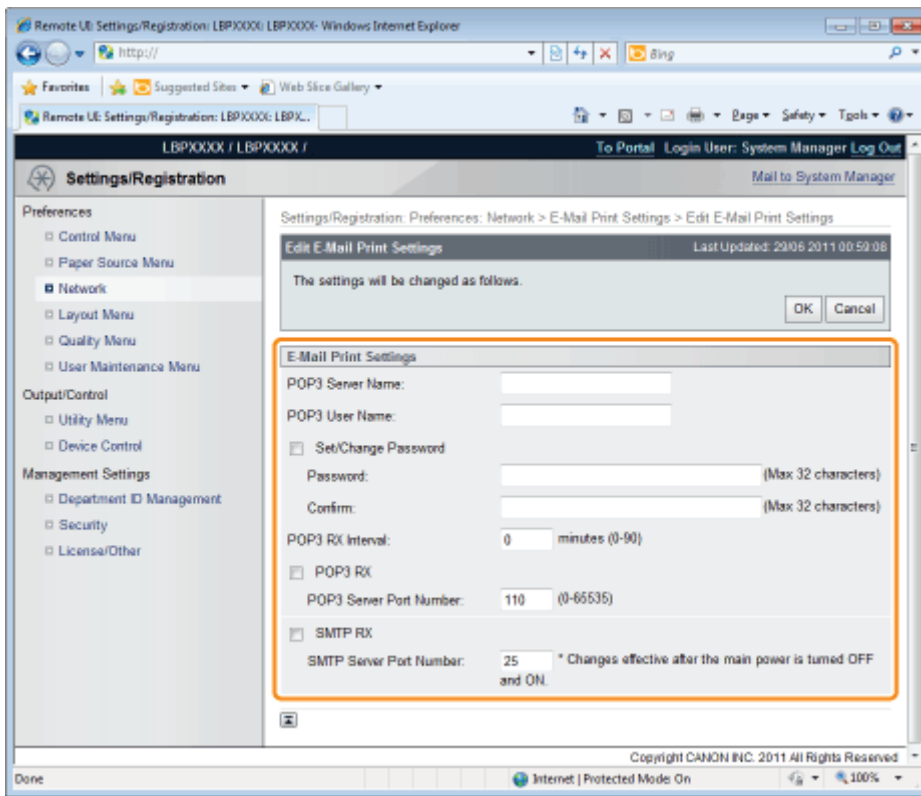 Remote UI: Settings/Registration: LBPXXXX: LBPXXXX- Windows Internet Explorer
http://
Bing
Favorites Suggested Sites Web Slice Gallery
Remote UI: Settings/Registration: LBPXXXX: LBPX...
Page Safety Tools
LBPXXXX / LBPXXXX /
To Portal Login User: System Manager Log Out
Settings/Registration
Mail to System Manager
Preferences
Control Menu
Paper Source Menu
Network
Layout Menu
Quality Menu
User Maintenance Menu
Output/Control
Utility Menu
Device Control
Management Settings
Department ID Management
Security
License/Other
Settings/Registration: Preferences: Network > E-Mail Print Settings > Edit E-Mail Print Settings
Edit E-Mail Print Settings
Last Updated: 29/06 2011 00:59:08
The settings will be changed as follows.
OK Cancel
E-Mail Print Settings
POP3 Server Name:
POP3 User Name:
Set/Change Password
Password: (Max 32 characters)
Confirm: (Max 32 characters)
POP3 RX Interval: 0 minutes (0-90)
POP3 RX
POP3 Server Port Number: 110 (0-65535)
SMTP RX
SMTP Server Port Number: 25 * Changes effective after the main power is turned OFF
and ON.
Copyright CANON INC. 2011 All Rights Reserved
Done
Internet | Protected Mode: On
100%